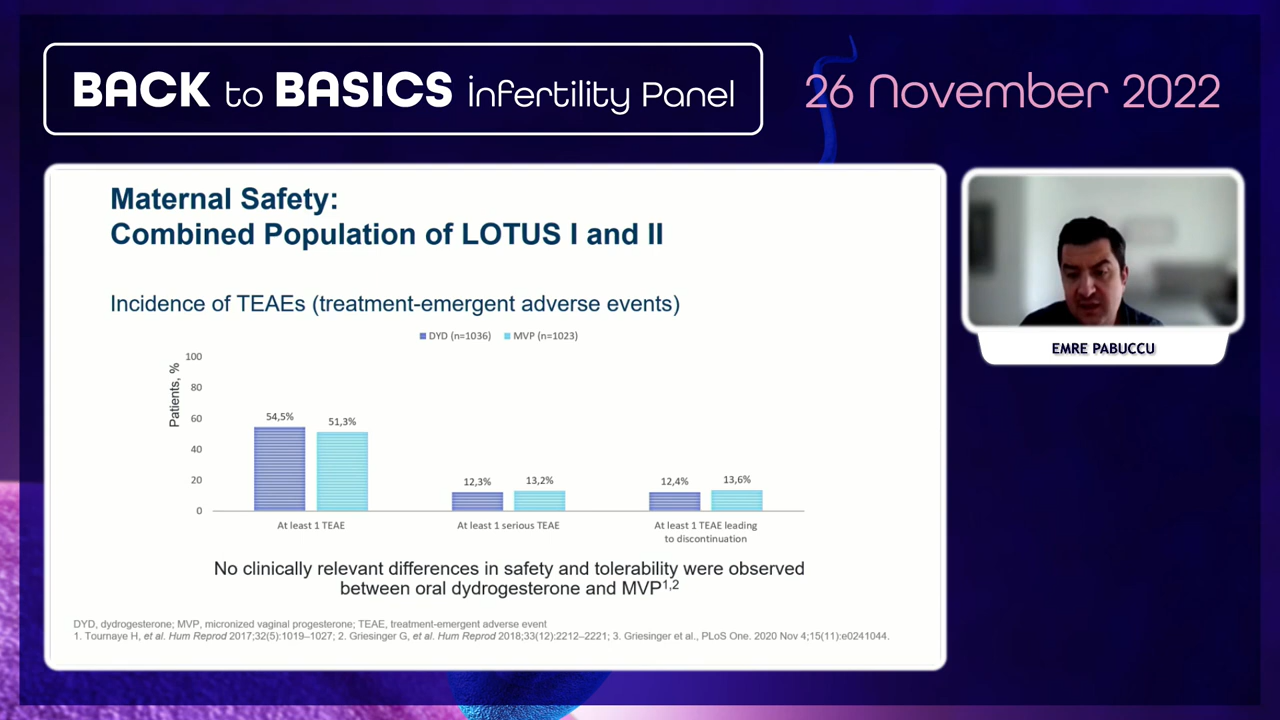 BACK to BASICS infertility Panel
26 November 2022
Maternal Safety:
Combined Population of LOTUS I and II
Incidence of TEAEs (treatment-emergent adverse events)
DYD (n=1036) MVP (n=1023)
Patients, %
100
80
60
40
20
0
54,5%
51,3%
12,3%
13,2%
12,4%
13,6%
At least 1 TEAE
At least 1 serious TEAE
At least 1 TEAE leading
to discontinuation
No clinically relevant differences in safety and tolerability were observed
between oral dydrogesterone and MVP1,2
DYD, dydrogesterone; MVP, micronized vaginal progesterone; TEAE, treatment-emergent adverse event
1. Tournaye H, et al. Hum Reprod 2017;32(5):1019–1027; 2. Griesinger G, et al. Hum Reprod 2018;33(12):2212–2221; 3. Griesinger et al., PLoS One. 2020 Nov 4;15(11):e0241044.
EMRE PABUCCU